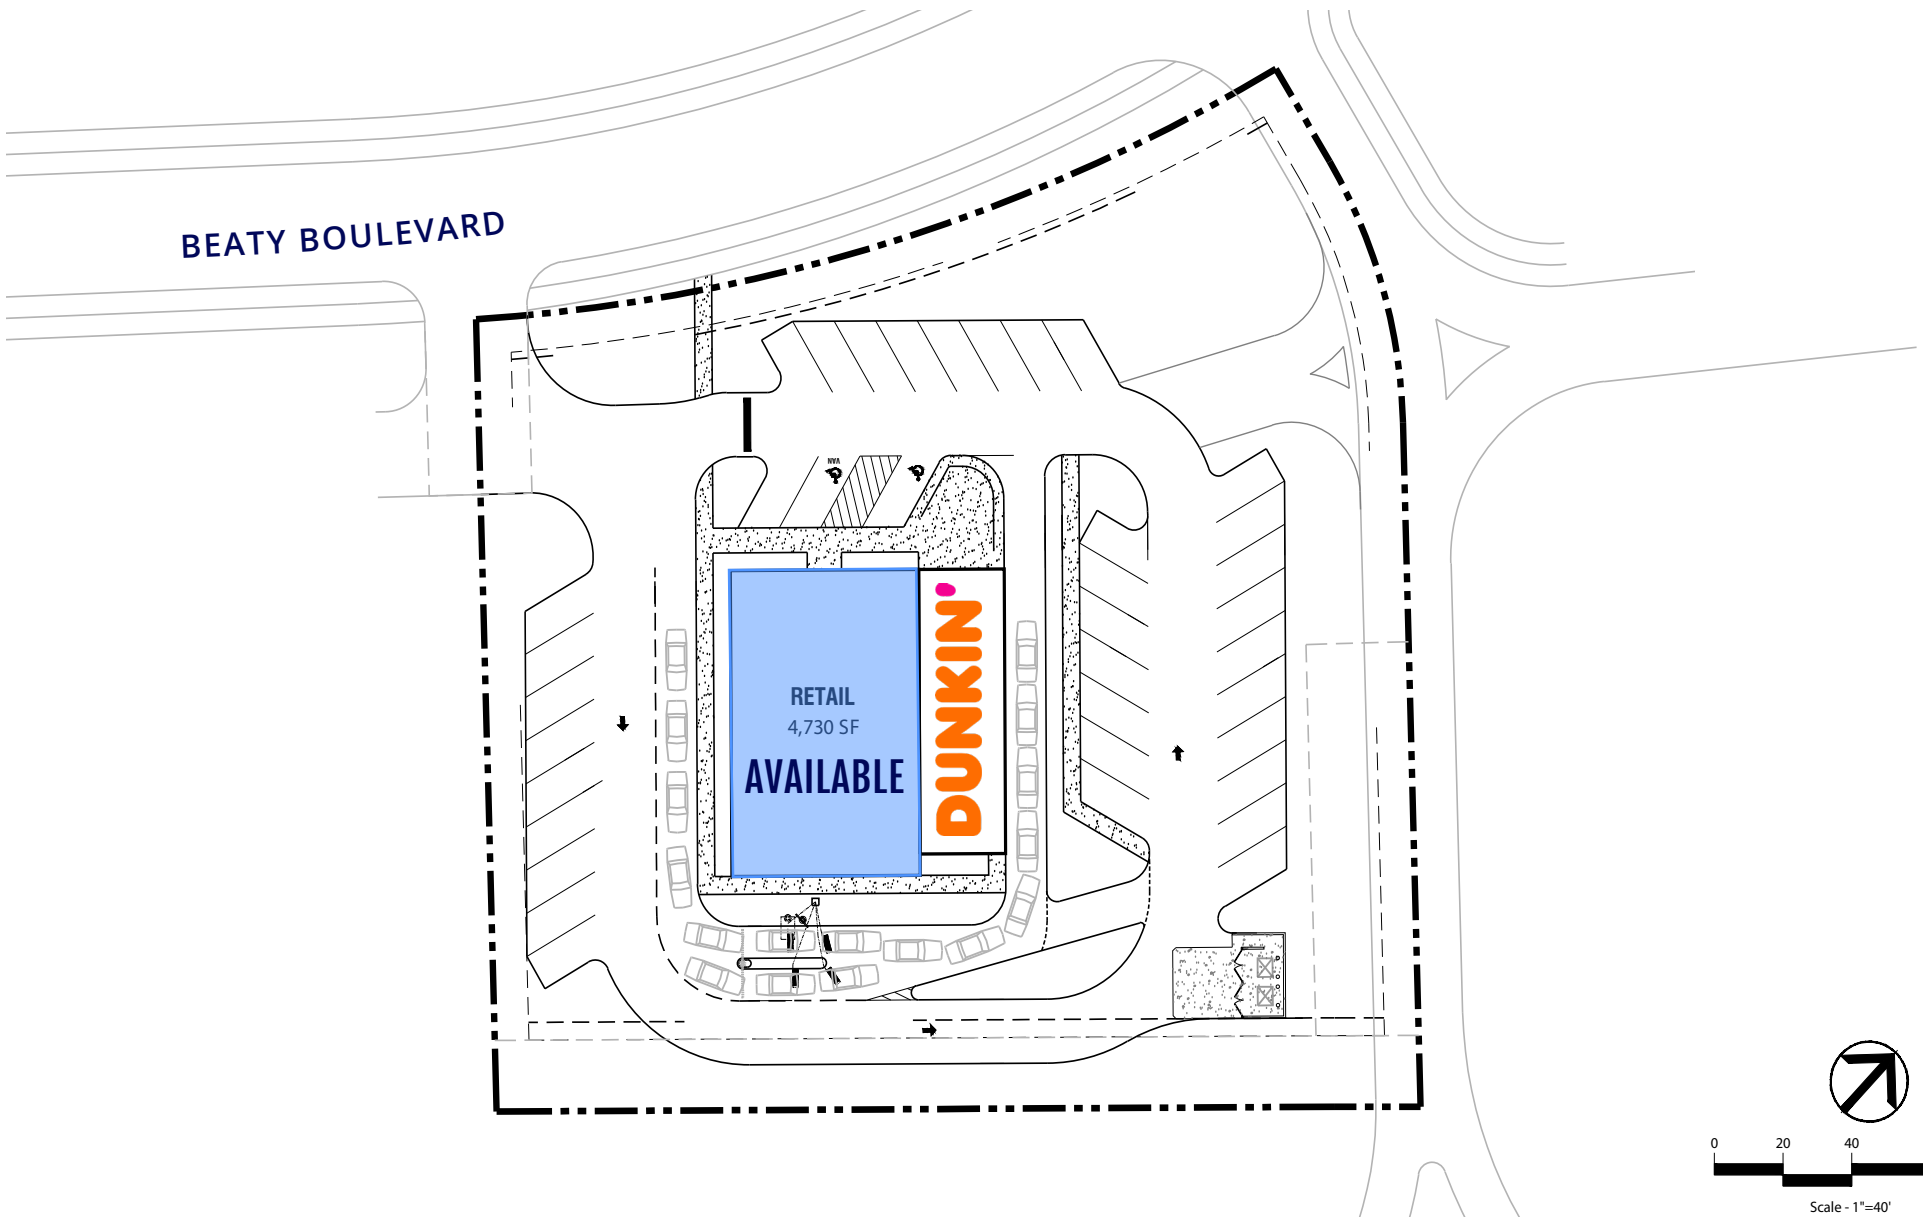 BEATY BOULEVARD
VAN
RETAIL
4,730 SF
AVAILABLE
DUNKIN'
0 20 40
Scale - 1"=40'